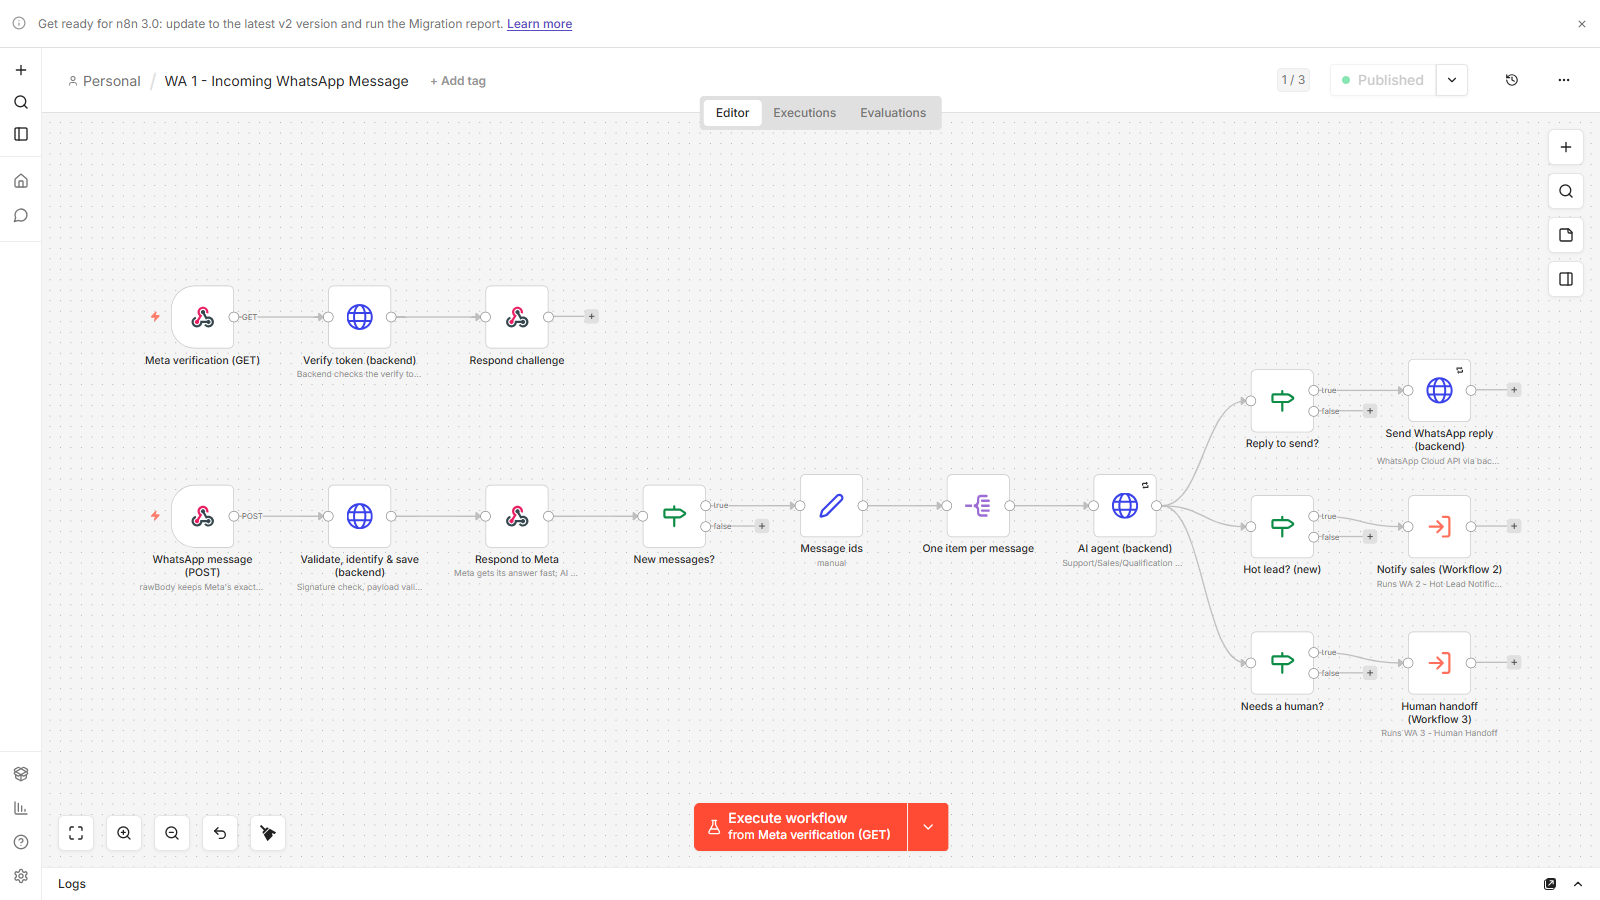 Get ready for n8n 3.0: update to the latest v2 version and run the Migration report. Learn more
Personal / WA 1 - Incoming WhatsApp Message + Add tag
1 / 3
Published
Editor Executions Evaluations
GET
Meta verification (GET)
Verify token (backend)
Backend checks the verify to...
Respond challenge
POST
WhatsApp message
(POST)
rawBody keeps Meta's exact...
Validate, identify & save
(backend)
Signature check, payload vali...
Respond to Meta
Meta gets its answer fast; AI ...
true
false
New messages?
Message ids
manual
One item per message
AI agent (backend)
Support/Sales/Qualification ...
true
false
Reply to send?
Send WhatsApp reply
(backend)
WhatsApp Cloud API via bac...
true
false
Hot lead? (new)
Notify sales (Workflow 2)
Runs WA 2 - Hot Lead Notific...
true
false
Needs a human?
Human handoff
(Workflow 3)
Runs WA 3 - Human Handoff
Execute workflow
from Meta verification (GET)
Logs